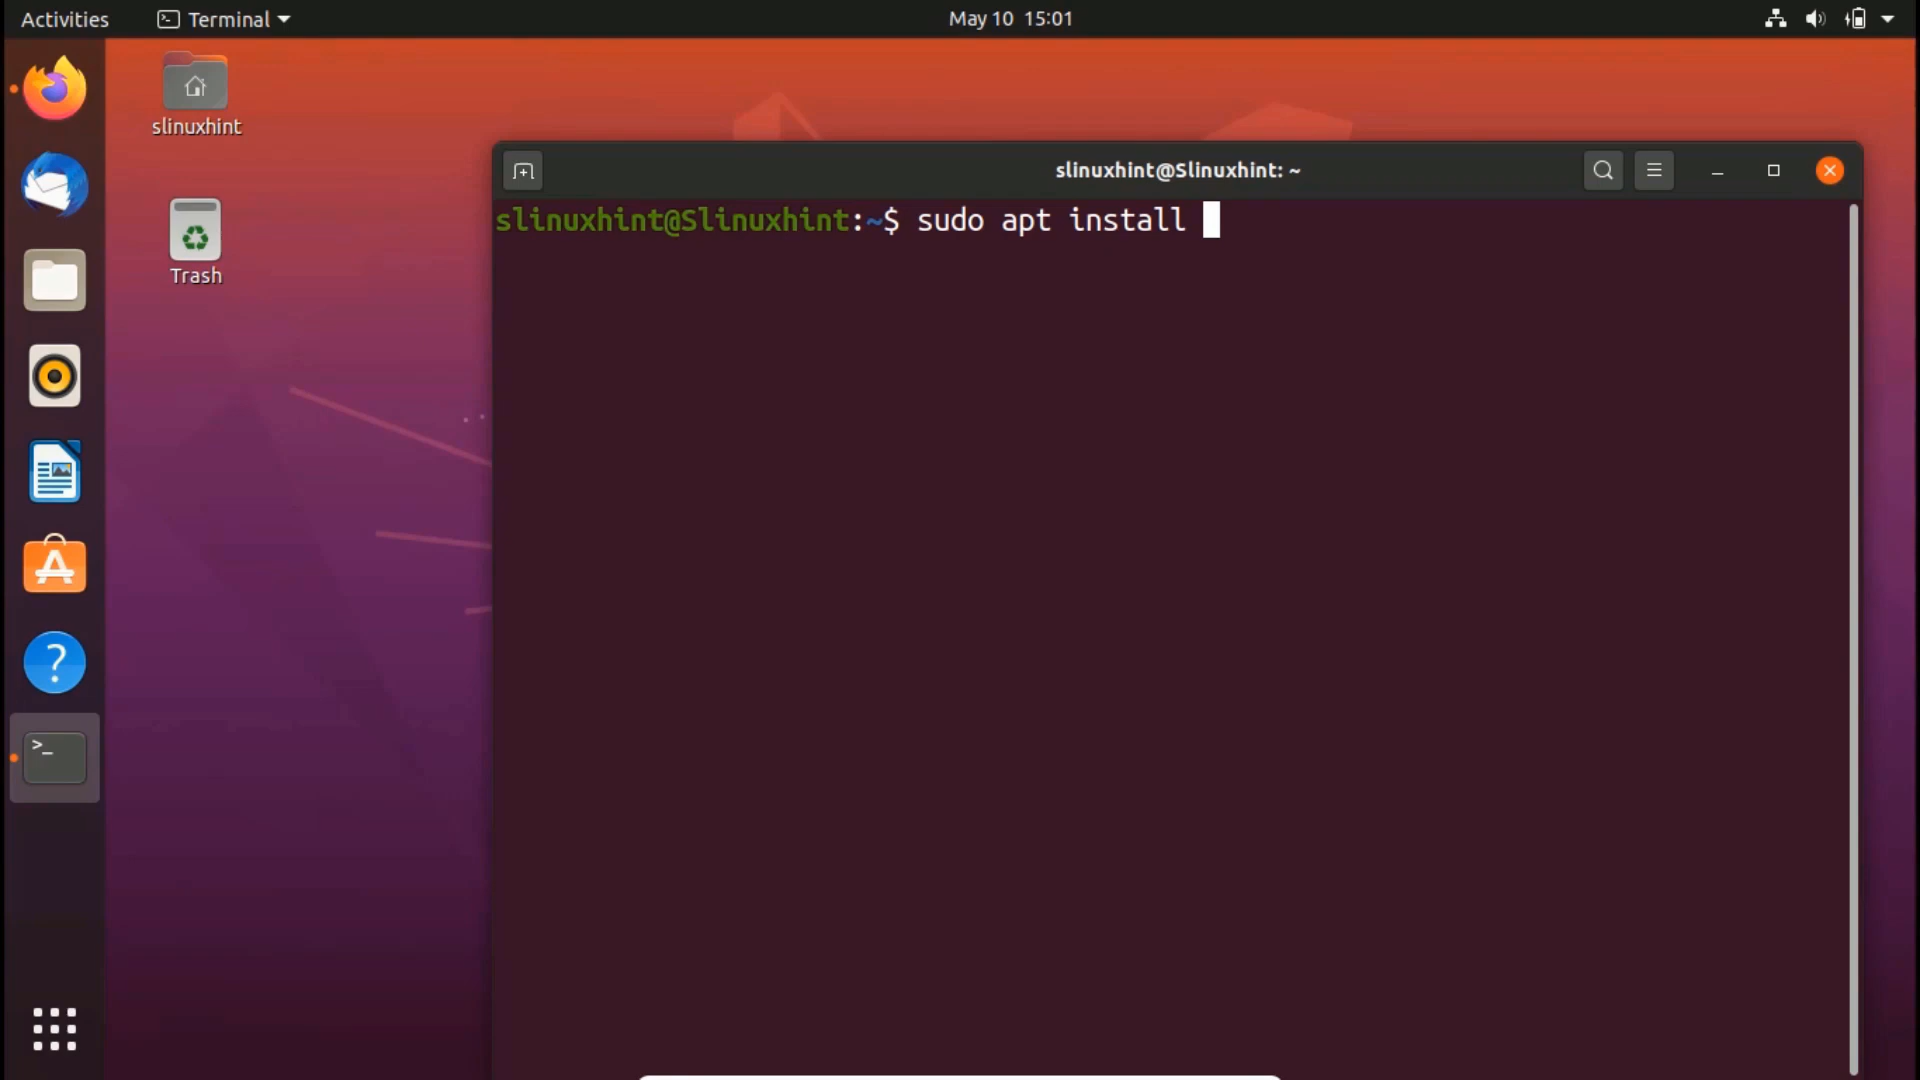 Activities
Terminal
May 10 15:01
slinuxhint
Trash
slinuxhint@Slinuxhint: ~
slinuxhint@Slinuxhint:~$ sudo apt install